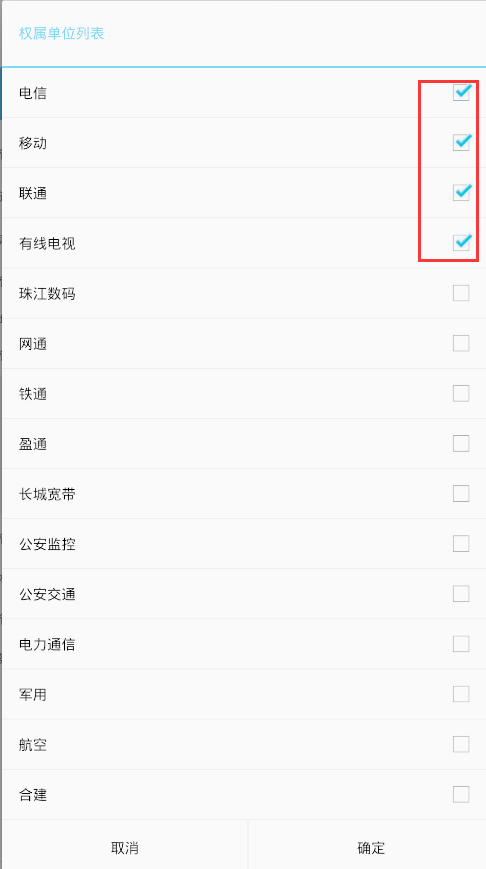 权属单位列表
电信
移动
联通
有线电视
珠江数码
网通
铁通
盈通
长城宽带
公安监控
公安交通
电力通信
军用
航空
合建
取消
确定